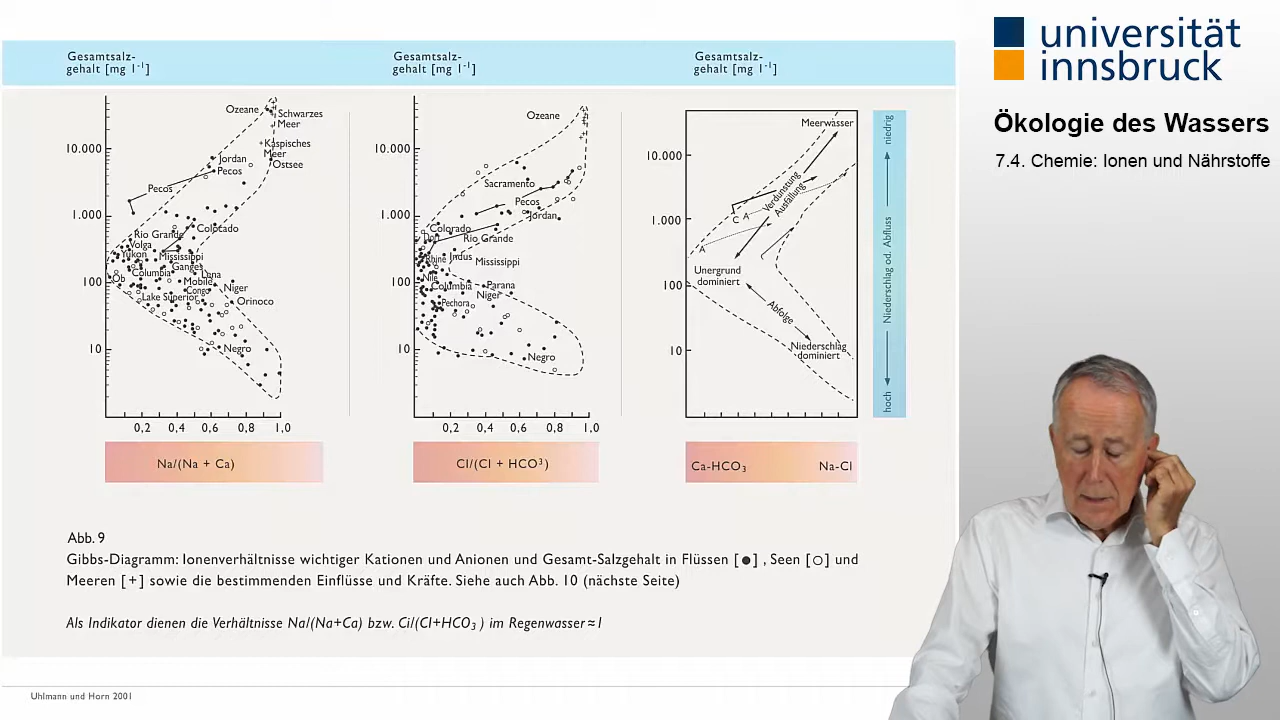 universität
innsbruck
Ökologie des Wassers
7.4. Chemie: Ionen und Nährstoffe
Gesamtsalz-
gehalt [mg l⁻¹]
Gesamtsalz-
gehalt [mg l⁻¹]
Gesamtsalz-
gehalt [mg l⁻¹]
10.000
1.000
100
10
Ozeane
Schwarzes
Meer
Kaspisches
Meer
Ostsee
Jordan
Pecos
Pecos
Rio Grande
Colorado
Volga
Yukon
Mississippi
Ganges
Ob
Columbia
Lena
Mobile
Congo
Niger
Lake Superior
Orinoco
Negro
0,2 0,4 0,6 0,8 1,0
Na/(Na + Ca)
10.000
1.000
100
10
Ozeane
Sacramento
Pecos
Jordan
Colorado
Rio Grande
Rhine
Indus
Mississippi
Nile
Columbia
Parana
Niger
Pechora
Negro
0,2 0,4 0,6 0,8 1,0
Cl/(Cl + HCO³)
10.000
1.000
100
10
Meerwasser
Verdunstung
Ausfällung
C A
A
Unergrund
dominiert
Abfolge
Niederschlag
dominiert
Ca-HCO₃ Na-Cl
niedrig
Niederschlag od. Abfluss
hoch
Abb. 9
Gibbs-Diagramm: Ionenverhältnisse wichtiger Kationen und Anionen und Gesamt-Salzgehalt in Flüssen [●] , Seen [○] und
Meeren [+] sowie die bestimmenden Einflüsse und Kräfte. Siehe auch Abb. 10 (nächste Seite)
Als Indikator dienen die Verhältnisse Na/(Na+Ca) bzw. Ci/(CI+HCO₃ ) im Regenwasser≈1
Uhlmann und Horn 2001